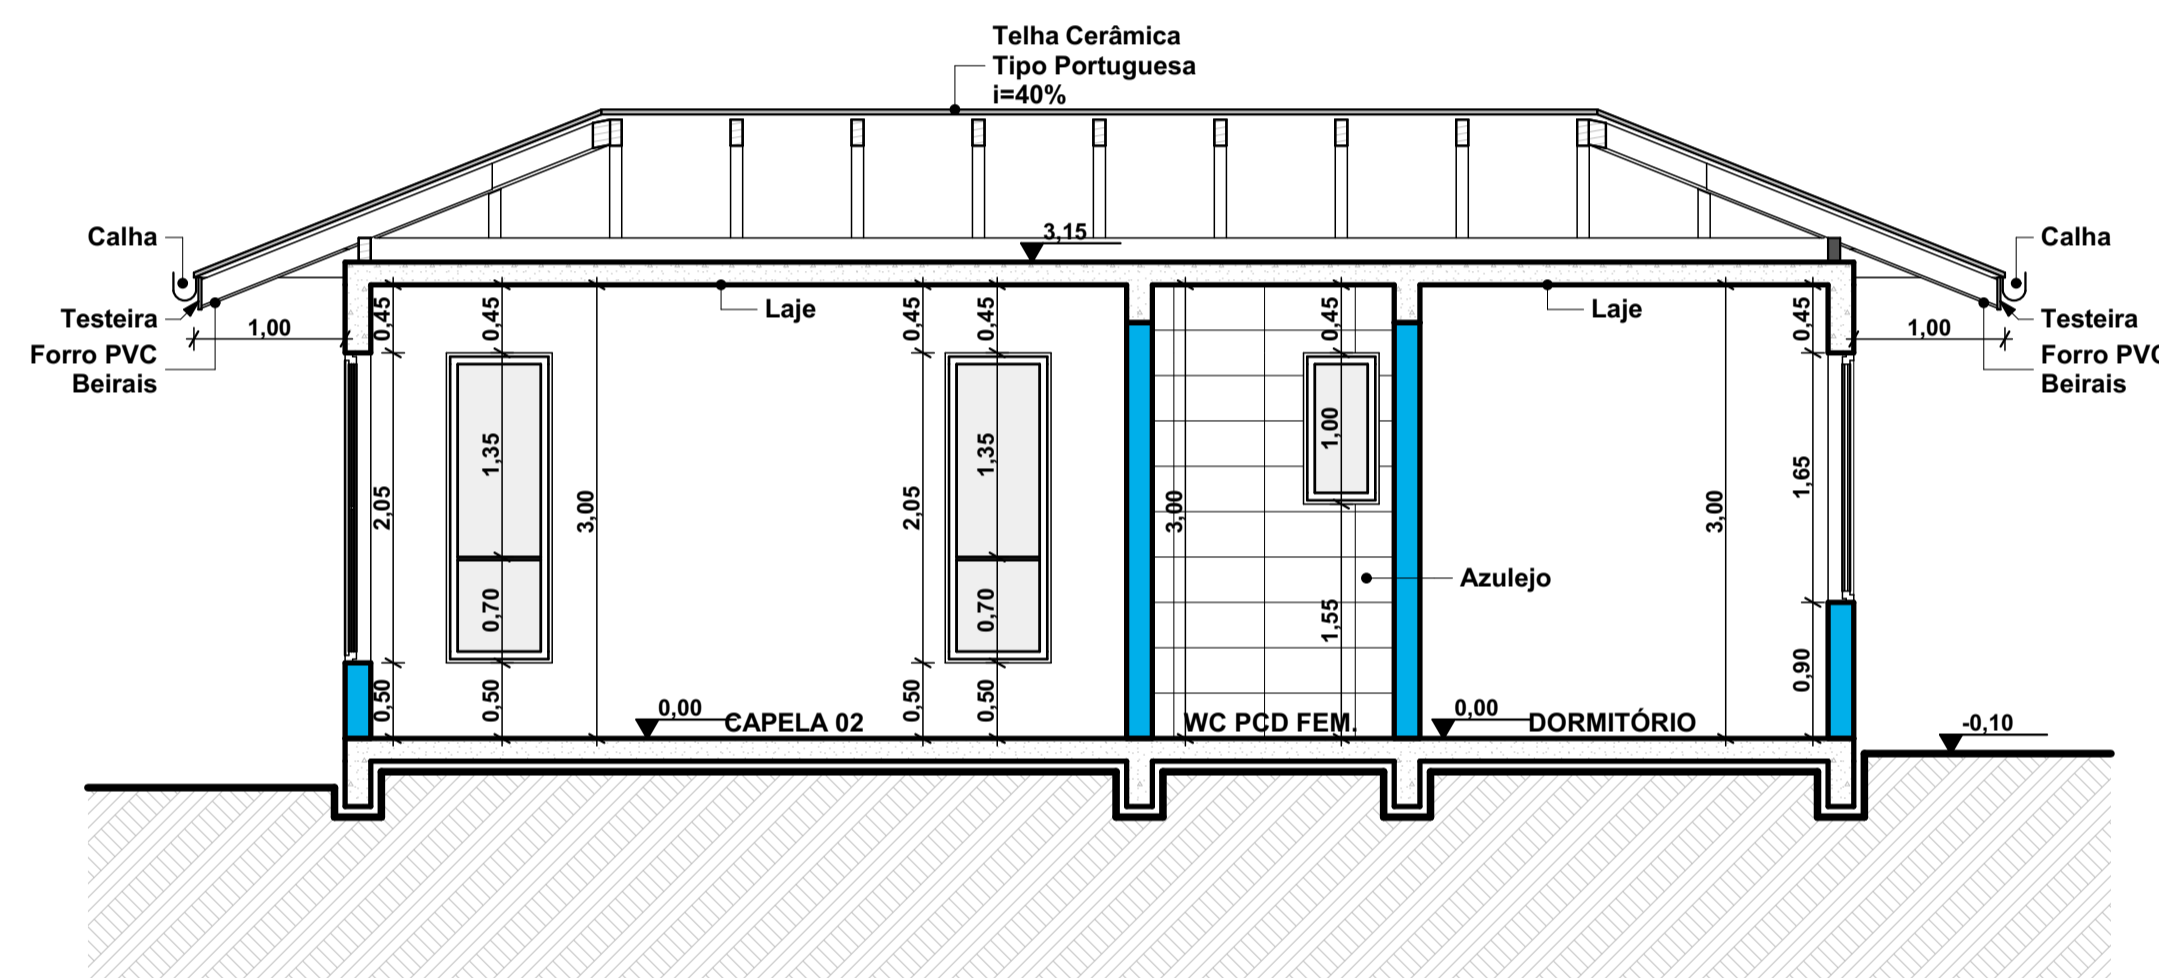 Telha Cerâmica
Tipo Portuguesa
i=40%
Calha
Calha
3,15
Testeira
1,00
Forro PVC
Beirais
0,45
0,45
Laje
0,45
0,45
0,45
Laje
0,45
1,00
Testeira
Forro PVC
Beirais
2,05
1,35
3,00
2,05
1,35
3,00
1,00
3,00
1,65
Azulejo
0,70
0,70
1,55
0,90
0,50
0,50
0,50
0,50
0,00
CAPELA 02
WC PCD FEM.
0,00
DORMITÓRIO
-0,10